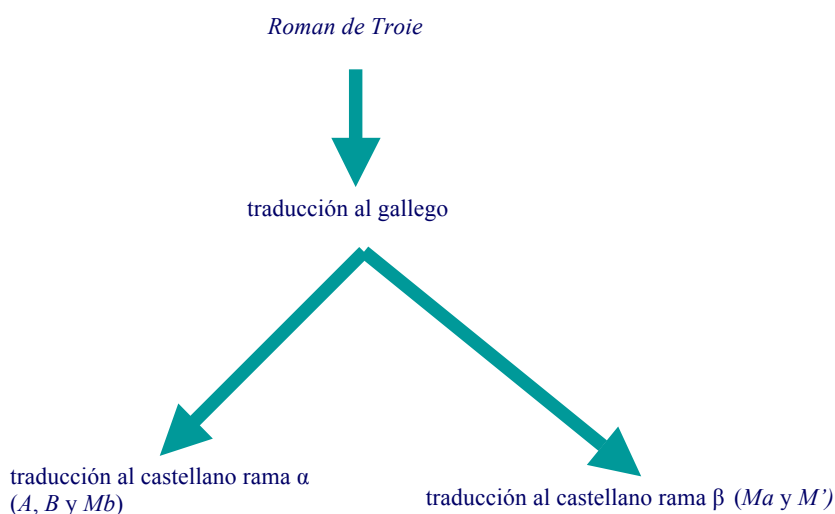 Roman de Troie
traducción al gallego
traducción al castellano rama α
(A, B y Mb)
traducción al castellano rama β (Ma y M’)